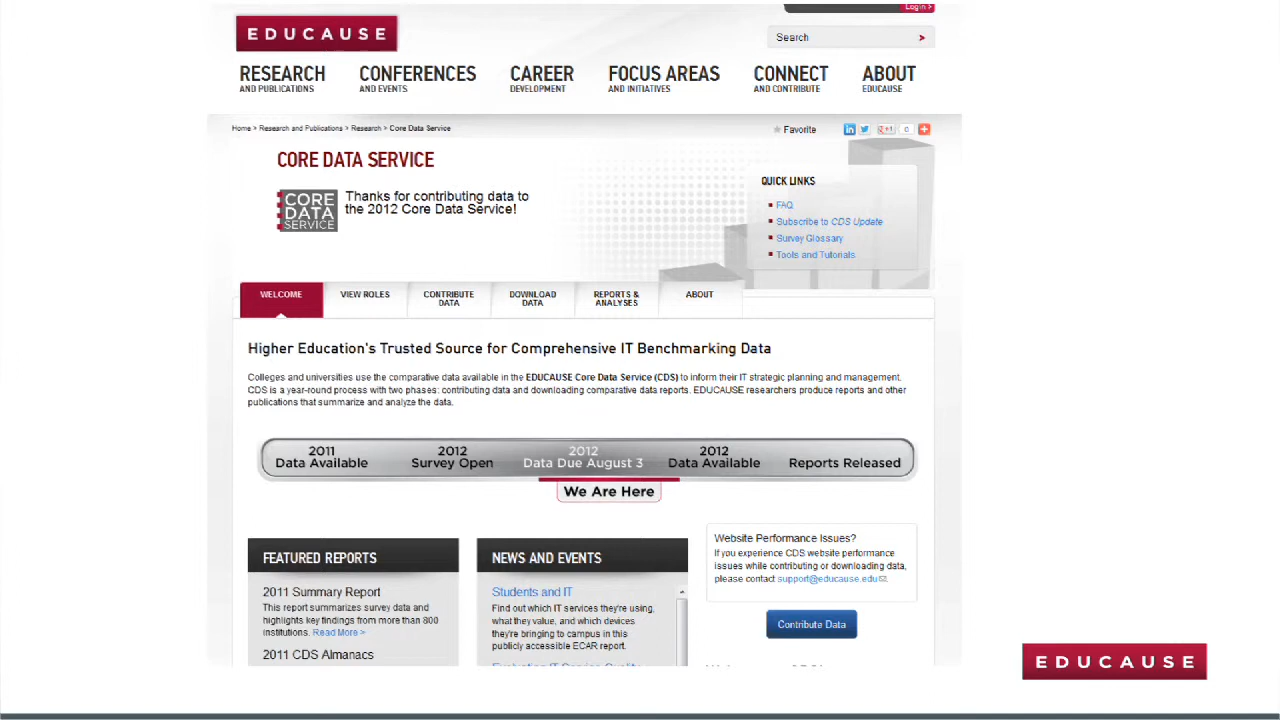 Login >
EDUCAUSE
Search >
RESEARCH CONFERENCES CAREER FOCUS AREAS CONNECT ABOUT
AND PUBLICATIONS AND EVENTS DEVELOPMENT AND INITIATIVES AND CONTRIBUTE EDUCAUSE
Home > Research and Publications > Research > Core Data Service
Favorite
in g+1 0 +
CORE DATA SERVICE
CORE
DATA
SERVICE
Thanks for contributing data to
the 2012 Core Data Service!
QUICK LINKS
FAQ
Subscribe to CDS Update
Survey Glossary
Tools and Tutorials
WELCOME
VIEW ROLES
CONTRIBUTE
DATA
DOWNLOAD
DATA
REPORTS &
ANALYSES
ABOUT
Higher Education's Trusted Source for Comprehensive IT Benchmarking Data
Colleges and universities use the comparative data available in the EDUCAUSE Core Data Service (CDS) to inform their IT strategic planning and management.
CDS is a year-round process with two phases: contributing data and downloading comparative data reports. EDUCAUSE researchers produce reports and other
publications that summarize and analyze the data.
2011
Data Available
2012
Survey Open
2012
Data Due August 3
2012
Data Available
Reports Released
We Are Here
FEATURED REPORTS
2011 Summary Report
This report summarizes survey data and
highlights key findings from more than 800
institutions. Read More >
2011 CDS Almanacs
NEWS AND EVENTS
Students and IT
Find out which IT services they're using,
what they value, and which devices
they're bringing to campus in this
publicly accessible ECAR report.
Website Performance Issues?
If you experience CDS website performance
issues while contributing or downloading data,
please contact support@educause.edu.
Contribute Data
EDUCAUSE